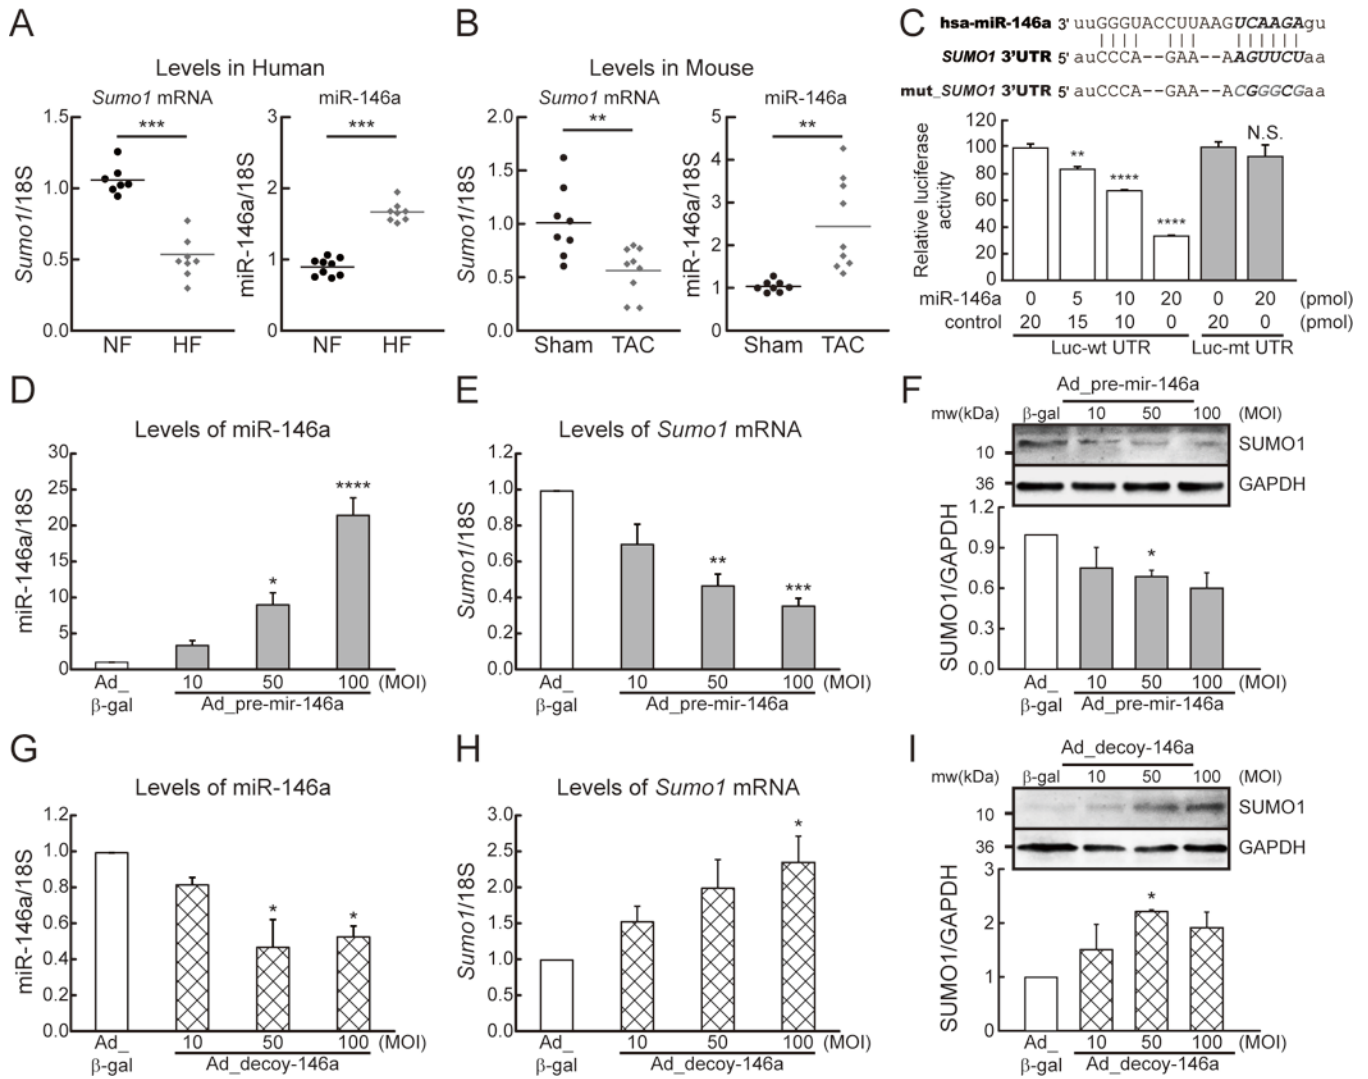 A
Levels in Human
Sumo1 mRNA
***
Sumo1/18S
1.5
1.0
0.5
0.0
NF HF
miR-146a
***
miR-146a/18S
3
2
1
0
NF HF
B
Levels in Mouse
Sumo1 mRNA
**
Sumo1/18S
2.0
1.5
1.0
0.5
0.0
Sham TAC
miR-146a
**
miR-146a/18S
5
4
3
2
1
0
Sham TAC
C
hsa-miR-146a 3' uuGGGUACCUUAAGUCAAGAgu
SUMO1 3'UTR 5' auCCCA--GAA--AAGUUCUaa
mut_SUMO1 3'UTR 5' auCCCA--GAA--ACGGGCGaa
Relative luciferase
activity
120
100
80
60
40
20
0
** **** **** N.S.
miR-146a 0 5 10 20 0 20 (pmol)
control 20 15 10 0 20 0 (pmol)
Luc-wt UTR Luc-mt UTR
D
Levels of miR-146a
miR-146a/18S
30
25
20
15
10
5
0
* ****
Ad_ 10 50 100 (MOI)
β-gal Ad_pre-mir-146a
E
Levels of Sumo1 mRNA
Sumo1/18S
1.2
1.0
0.8
0.6
0.4
0.2
0.0
** ***
Ad_ 10 50 100 (MOI)
β-gal Ad_pre-mir-146a
F
Ad_pre-mir-146a
mw(kDa) β-gal 10 50 100 (MOI)
10 SUMO1
36 GAPDH
SUMO1/GAPDH
1.2
0.9
0.6
0.3
0.0
*
Ad_ 10 50 100 (MOI)
β-gal Ad_pre-mir-146a
G
Levels of miR-146a
miR-146a/18S
1.2
1.0
0.8
0.6
0.4
0.2
0.0
* *
Ad_ 10 50 100 (MOI)
β-gal Ad_decoy-146a
H
Levels of Sumo1 mRNA
Sumo1/18S
3.0
2.5
2.0
1.5
1.0
0.5
0.0
*
Ad_ 10 50 100 (MOI)
β-gal Ad_decoy-146a
I
Ad_decoy-146a
mw(kDa) β-gal 10 50 100 (MOI)
10 SUMO1
36 GAPDH
SUMO1/GAPDH
3
2
1
0
*
Ad_ 10 50 100 (MOI)
β-gal Ad_decoy-146a